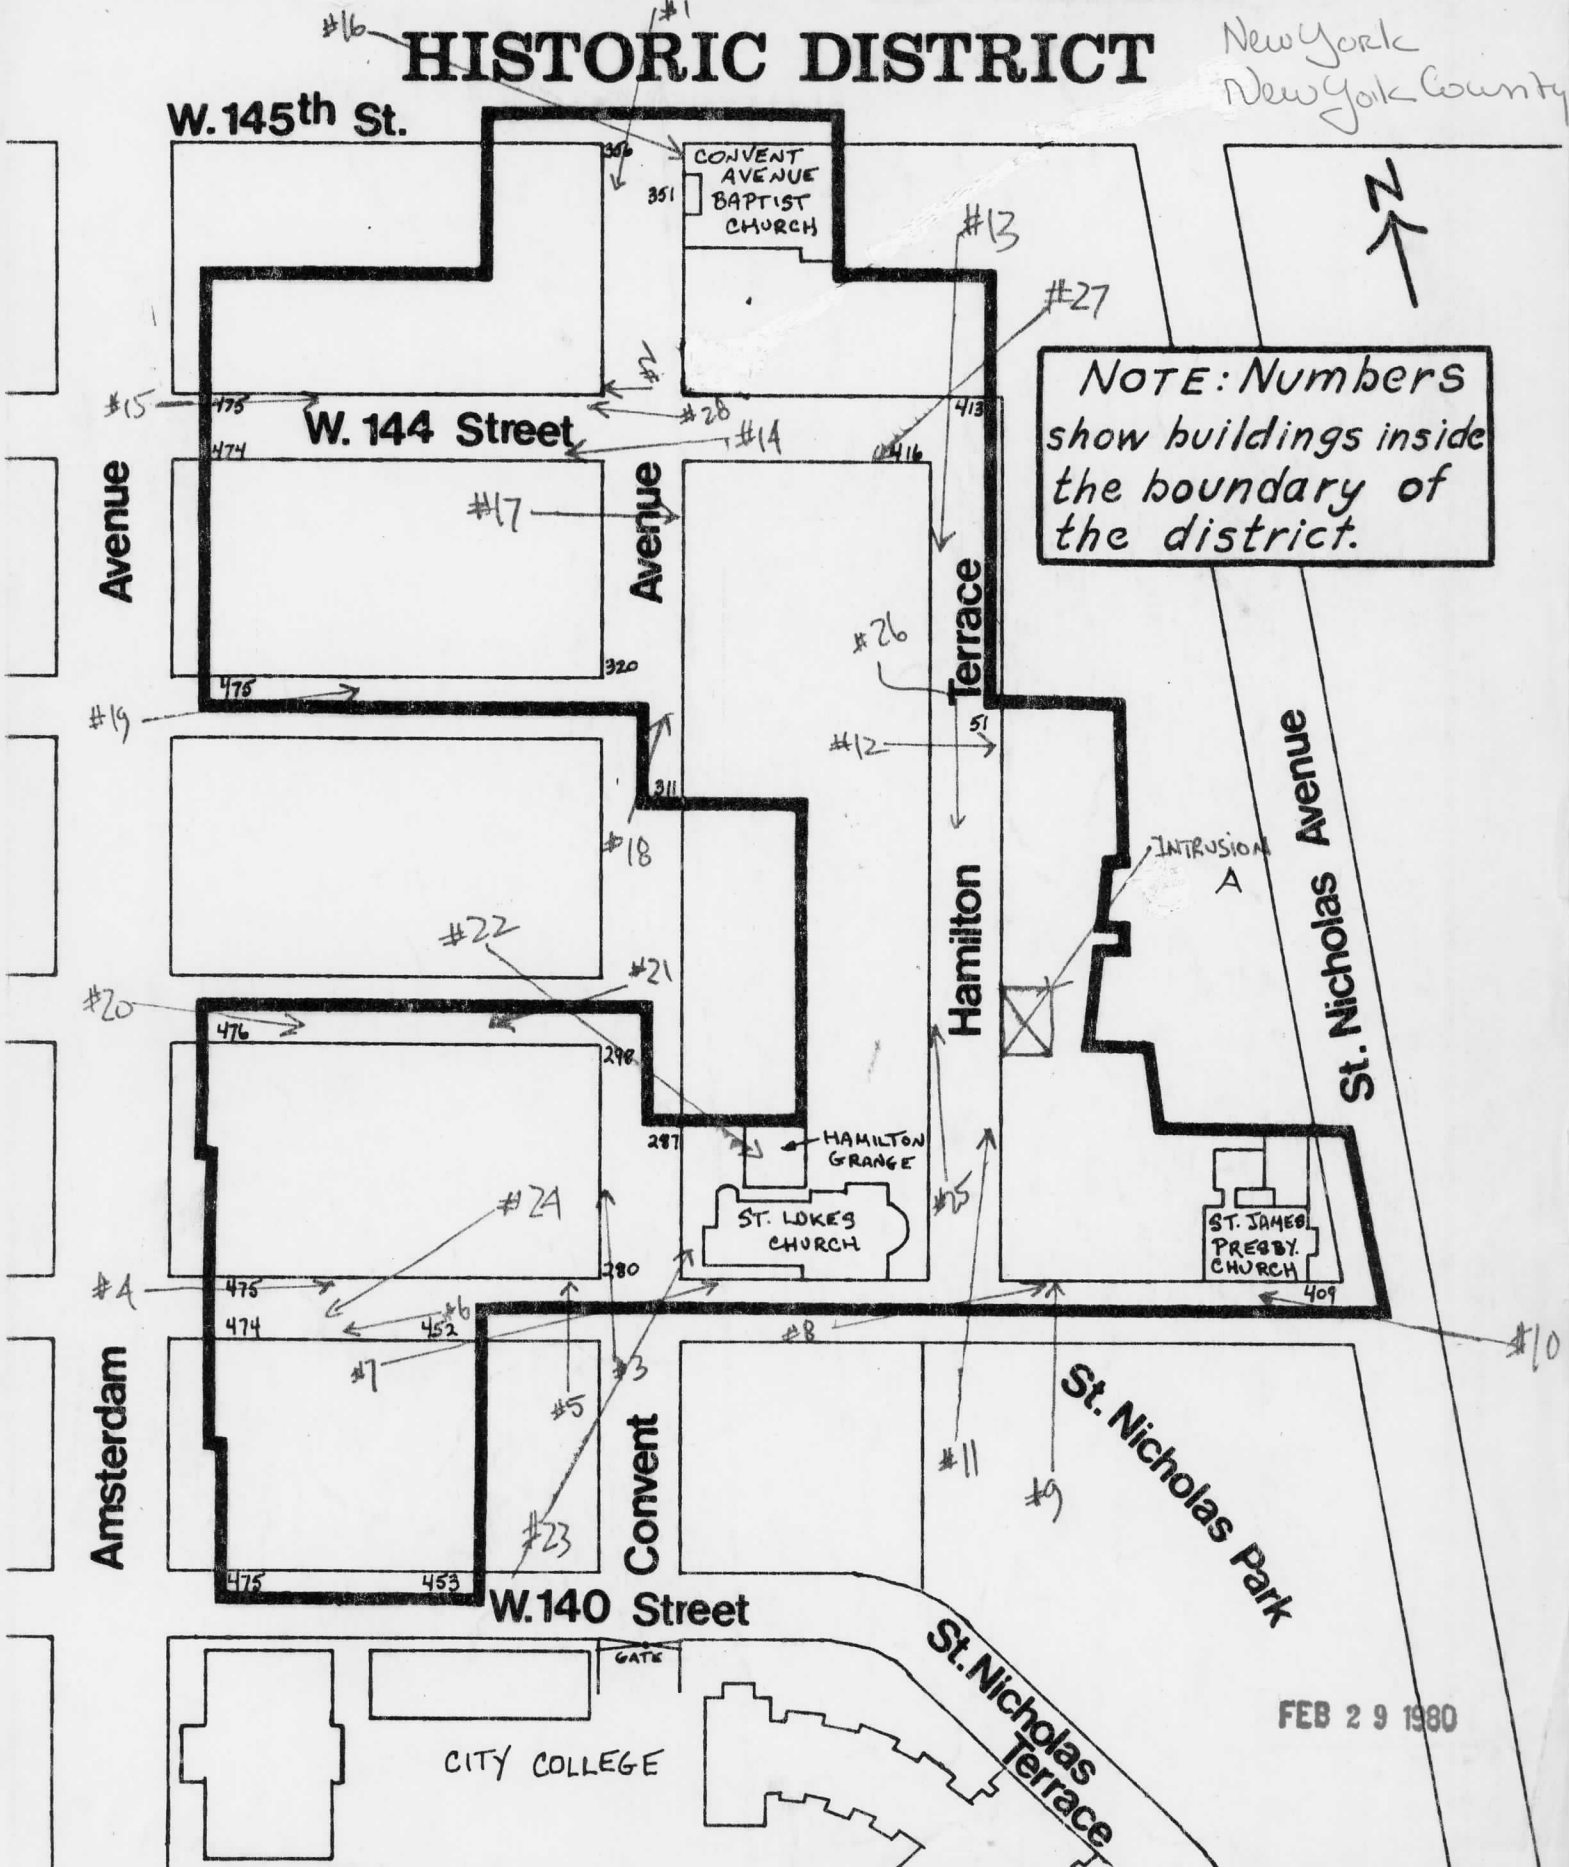 #16
#1
HISTORIC DISTRICT
New York
New York County
W. 145th St.
356
CONVENT
AVENUE
BAPTIST
CHURCH
351
N
#13
#27
NOTE: Numbers
show buildings inside
the boundary of
the district.
#2
#15
475
W. 144 Street
#28
#14
413
474
416
Avenue
Avenue
#17
Terrace
#26
320
475
#19
51
#12
311
#18
INTRUSION
A
St. Nicholas Avenue
Hamilton
#22
#21
#20
476
298
287
HAMILTON
GRANGE
#25
#24
ST. LUKES
CHURCH
ST. JAMES
PRESBY.
CHURCH
#4
475
280
409
474
#6
452
#8
#10
#7
#3
#5
Amsterdam
Convent
#11
#9
St. Nicholas Park
#23
475
453
W. 140 Street
GATE
St. Nicholas
Terrace
CITY COLLEGE
FEB 29 1980